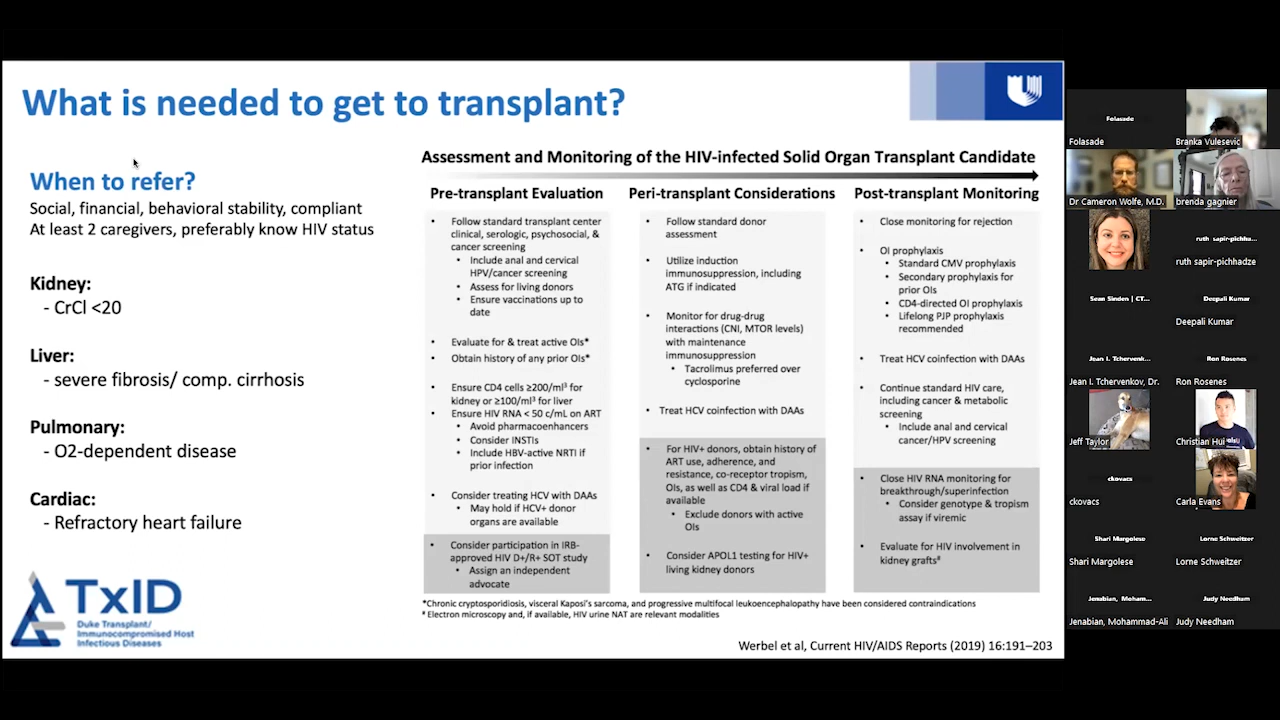 What is needed to get to transplant?
When to refer?
Social, financial, behavioral stability, compliant
At least 2 caregivers, preferably know HIV status
Kidney:
- CrCl <20
Liver:
- severe fibrosis/ comp. cirrhosis
Pulmonary:
- O2-dependent disease
Cardiac:
- Refractory heart failure
TxID
Duke Transplant/
Immunocompromised Host
Infectious Diseases
Assessment and Monitoring of the HIV-infected Solid Organ Transplant Candidate
Pre-transplant Evaluation
• Follow standard transplant center
clinical, serologic, psychosocial, &
cancer screening
• Include anal and cervical
HPV/cancer screening
• Assess for living donors
• Ensure vaccinations up to
date
• Evaluate for & treat active OIs*
• Obtain history of any prior OIs*
• Ensure CD4 cells ≥200/ml³ for
kidney or ≥100/ml³ for liver
• Ensure HIV RNA < 50 c/mL on ART
• Avoid pharmacoenhancers
• Consider INSTIs
• Include HBV-active NRTI if
prior infection
• Consider treating HCV with DAAs
• May hold if HCV+ donor
organs are available
• Consider participation in IRB-
approved HIV D+/R+ SOT study
• Assign an independent
advocate
Peri-transplant Considerations
• Follow standard donor
assessment
• Utilize induction
immunosuppression, including
ATG if indicated
• Monitor for drug-drug
interactions (CNI, MTOR levels)
with maintenance
immunosuppression
• Tacrolimus preferred over
cyclosporine
• Treat HCV coinfection with DAAs
• For HIV+ donors, obtain history of
ART use, adherence, and
resistance, co-receptor tropism,
OIs, as well as CD4 & viral load if
available
• Exclude donors with active
OIs
• Consider APOL1 testing for HIV+
living kidney donors
Post-transplant Monitoring
• Close monitoring for rejection
• OI prophylaxis
• Standard CMV prophylaxis
• Secondary prophylaxis for
prior OIs
• CD4-directed OI prophylaxis
• Lifelong PJP prophylaxis
recommended
• Treat HCV coinfection with DAAs
• Continue standard HIV care,
including cancer & metabolic
screening
• Include anal and cervical
cancer/HPV screening
• Close HIV RNA monitoring for
breakthrough/superinfection
• Consider genotype & tropism
assay if viremic
• Evaluate for HIV involvement in
kidney grafts#
*Chronic cryptosporidiosis, visceral Kaposi's sarcoma, and progressive multifocal leukoencephalopathy have been considered contraindications
# Electron microscopy and, if available, HIV urine NAT are relevant modalities
Werbel et al, Current HIV/AIDS Reports (2019) 16:191–203
Folasade
Folasade
Branka Vulesevic
Dr Cameron Wolfe, M.D.
brenda gagnier
ruth sapir-pichha...
ruth sapir-pichhadze
Sean Sinden | CT...
Deepali Kumar
Deepali Kumar
Jean I. Tchervenk...
Ron Rosenes
Jean I. Tchervenkov, Dr.
Ron Rosenes
Jeff Taylor
Christian Hui
ckovacs
ckovacs
Carla Evans
Shari Margolese
Lorne Schweitzer
Shari Margolese
Lorne Schweitzer
Jenabian, Moham...
Judy Needham
Jenabian, Mohammad-Ali
Judy Needham